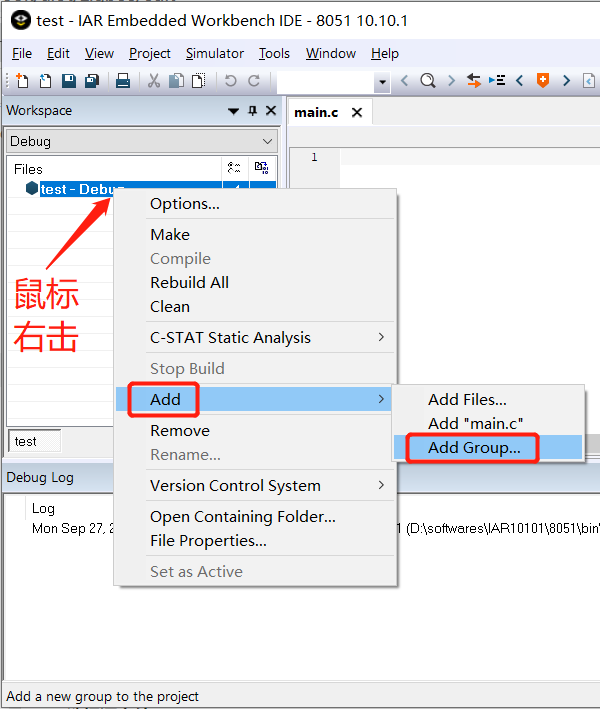 test - IAR Embedded Workbench IDE - 8051 10.10.1
File Edit View Project Simulator Tools Window Help
Workspace
main.c
Debug
1
Files
test - Debug
鼠标
右击
Options...
Make
Compile
Rebuild All
Clean
C-STAT Static Analysis
Stop Build
Add
Add Files...
Add "main.c"
Add Group...
Remove
Rename...
test
Version Control System
Debug Log
Open Containing Folder...
Log
Mon Sep 27, 2
1 (D:\softwares\IAR10101\8051\bin'
File Properties...
Set as Active
Add a new group to the project